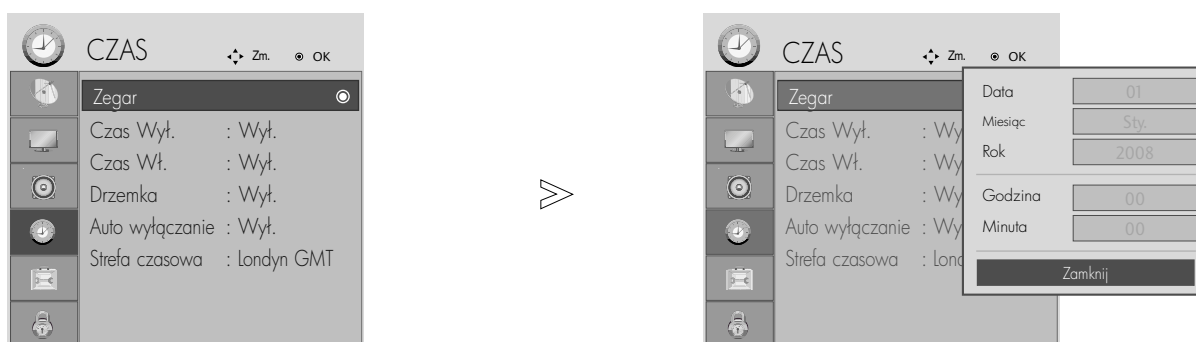 CZAS Zm. OK
Zegar
Czas Wył. : Wył.
Czas Wł. : Wył.
Drzemka : Wył.
Auto wyłączanie : Wył.
Strefa czasowa : Londyn GMT
CZAS Zm. OK
Zegar
Czas Wył. : Wy
Czas Wł. : Wy
Drzemka : Wy
Auto wyłączanie : Wy
Strefa czasowa : Lond
Data 01
Miesiąc Sty.
Rok 2008
Godzina 00
Minuta 00
Zamknij